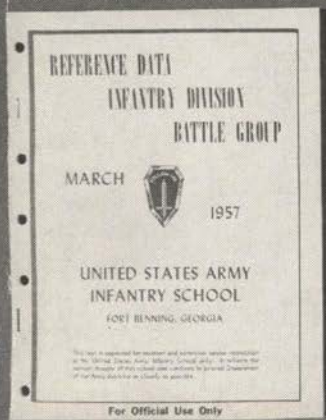 REFERENCE DATA
INFANTRY DIVISION
BATTLE GROUP
MARCH
1957
UNITED STATES ARMY
INFANTRY SCHOOL
FORT BENNING, GEORGIA
For Official Use Only